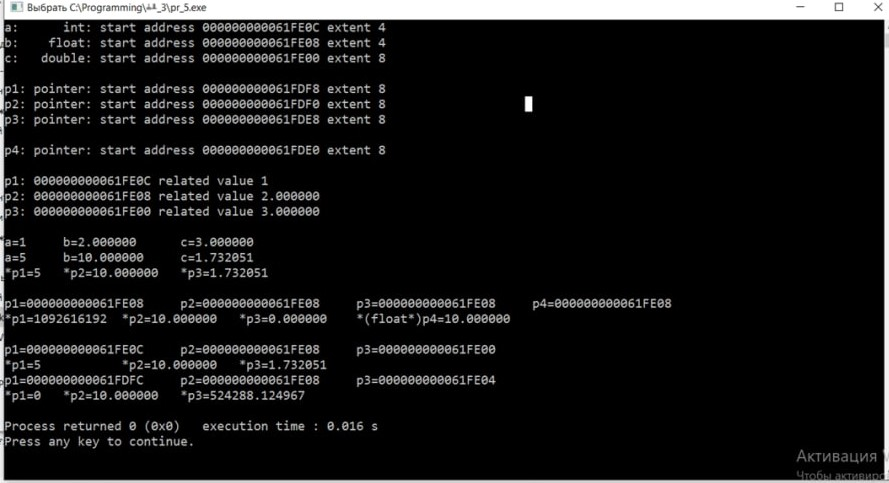 Выбрать C:\Programming\ _3\pr_5.exe
a:      int: start address 000000000061FE0C extent 4
b:    float: start address 000000000061FE08 extent 4
c:   double: start address 000000000061FE00 extent 8
p1: pointer: start address 000000000061FDF8 extent 8
p2: pointer: start address 000000000061FDF0 extent 8
p3: pointer: start address 000000000061FDE8 extent 8
p4: pointer: start address 000000000061FDE0 extent 8
p1: 000000000061FE0C related value 1
p2: 000000000061FE08 related value 2.000000
p3: 000000000061FE00 related value 3.000000
a=1     b=2.000000      c=3.000000
a=5     b=10.000000     c=1.732051
*p1=5   *p2=10.000000   *p3=1.732051
p1=000000000061FE08     p2=000000000061FE08     p3=000000000061FE08     p4=000000000061FE08
*p1=1092616192  *p2=10.000000   *p3=0.000000    *(float*)p4=10.000000
p1=000000000061FE0C     p2=000000000061FE08     p3=000000000061FE00
*p1=5           *p2=10.000000   *p3=1.732051
p1=000000000061FDFC     p2=000000000061FE08     p3=000000000061FE04
*p1=0   *p2=10.000000   *p3=524288.124967
Process returned 0 (0x0)   execution time : 0.016 s
Press any key to continue.
Активация
Чтобы